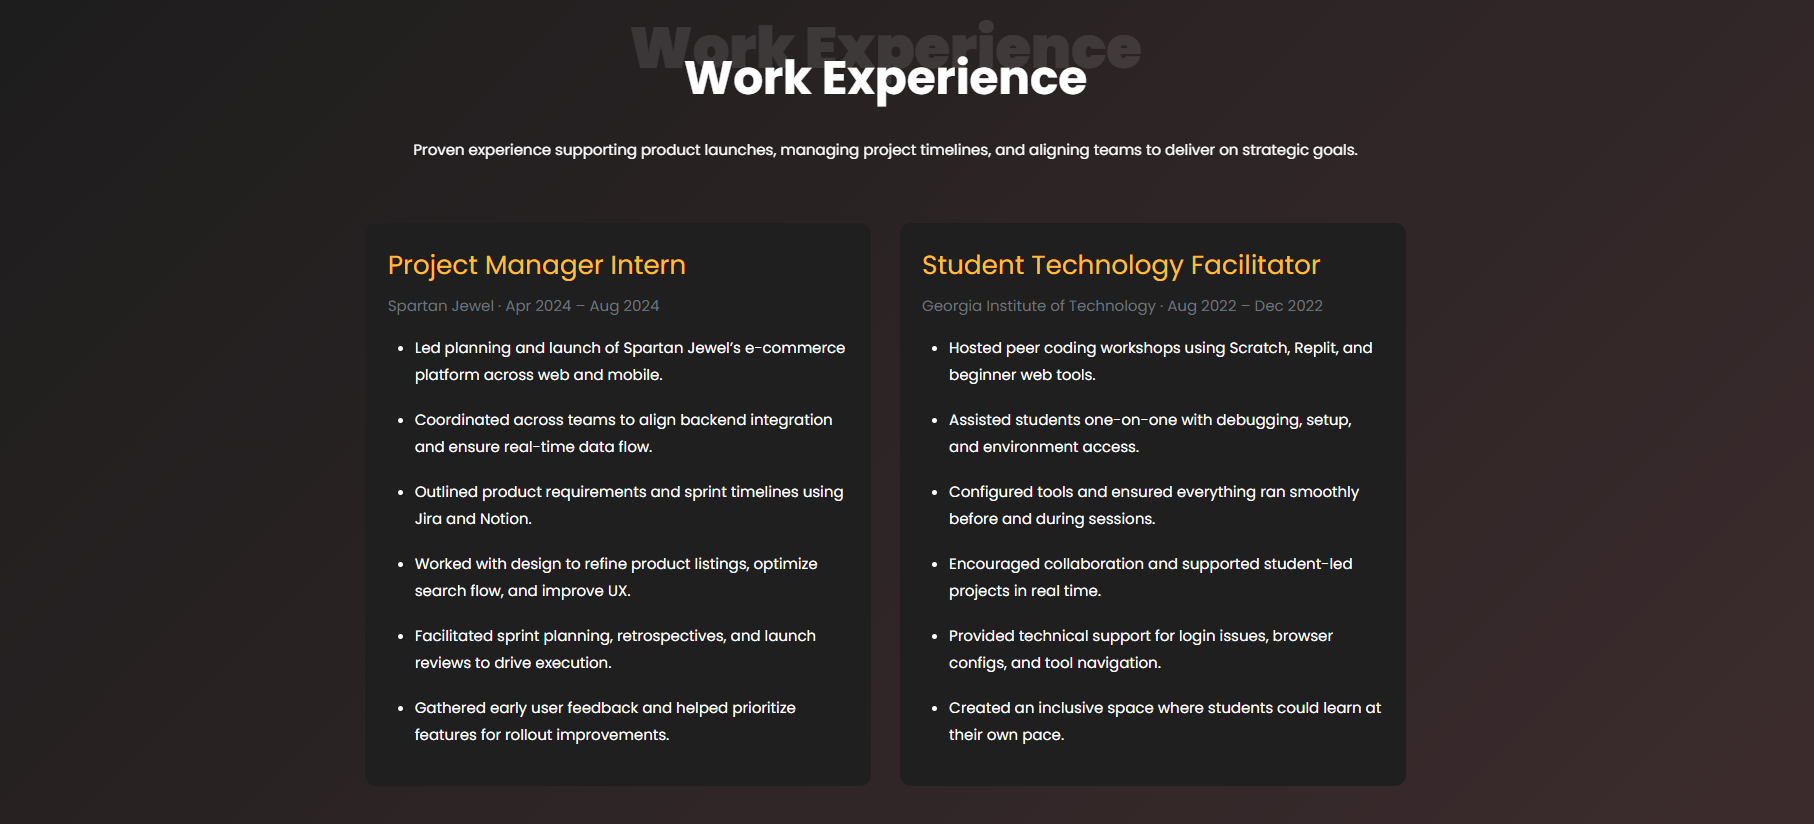 Work Experience
Work Experience
Proven experience supporting product launches, managing project timelines, and aligning teams to deliver on strategic goals.
Project Manager Intern
Spartan Jewel · Apr 2024 – Aug 2024
• Led planning and launch of Spartan Jewel’s e-commerce
platform across web and mobile.
• Coordinated across teams to align backend integration
and ensure real-time data flow.
• Outlined product requirements and sprint timelines using
Jira and Notion.
• Worked with design to refine product listings, optimize
search flow, and improve UX.
• Facilitated sprint planning, retrospectives, and launch
reviews to drive execution.
• Gathered early user feedback and helped prioritize
features for rollout improvements.
Student Technology Facilitator
Georgia Institute of Technology · Aug 2022 – Dec 2022
• Hosted peer coding workshops using Scratch, Replit, and
beginner web tools.
• Assisted students one-on-one with debugging, setup,
and environment access.
• Configured tools and ensured everything ran smoothly
before and during sessions.
• Encouraged collaboration and supported student-led
projects in real time.
• Provided technical support for login issues, browser
configs, and tool navigation.
• Created an inclusive space where students could learn at
their own pace.